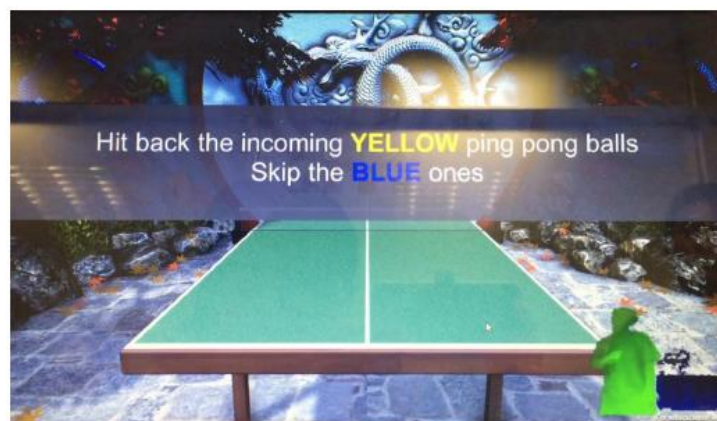 Hit back the incoming YELLOW ping pong balls
Skip the BLUE ones